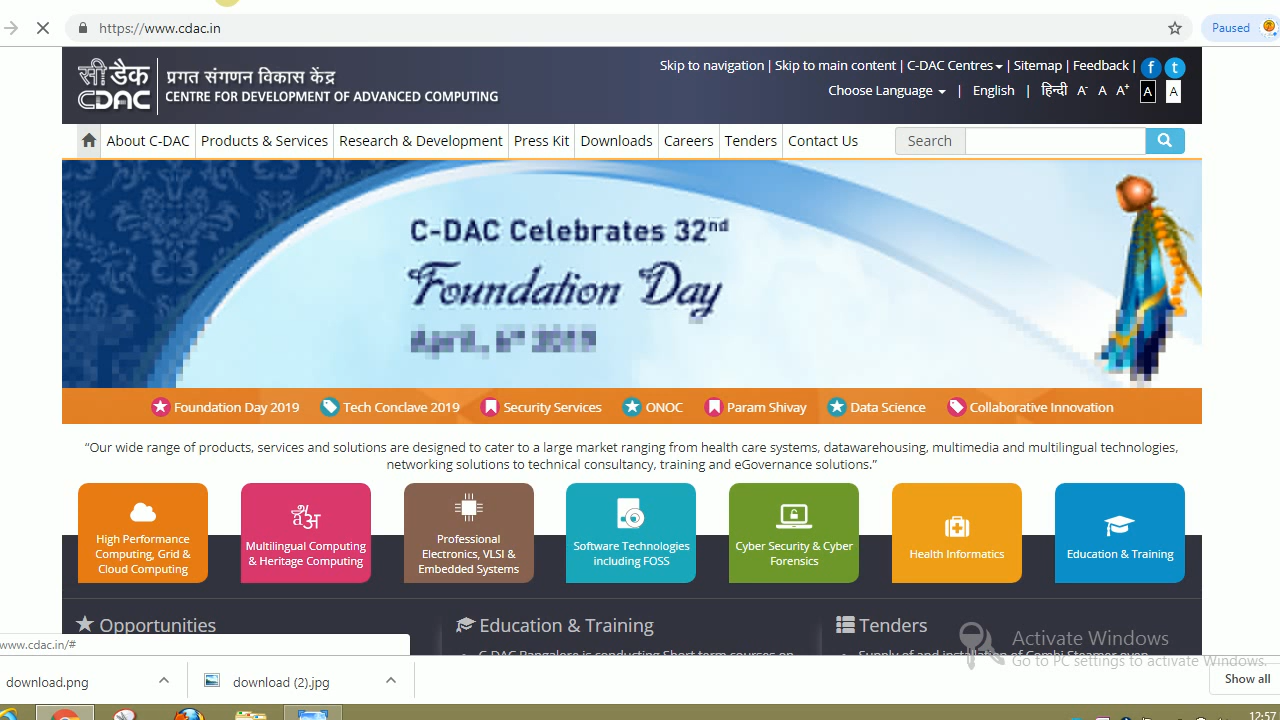 https://www.cdac.in
Paused
सी डैक
CDAC
प्रगत संगणन विकास केंद्र
CENTRE FOR DEVELOPMENT OF ADVANCED COMPUTING
Skip to navigation | Skip to main content | C-DAC Centres | Sitemap | Feedback | f t
Choose Language | English | हिन्दी A- A A+ A A
About C-DAC Products & Services Research & Development Press Kit Downloads Careers Tenders Contact Us Search
C-DAC Celebrates 32nd
Foundation Day
April, 6th 2019
Foundation Day 2019 Tech Conclave 2019 Security Services ONOC Param Shivay Data Science Collaborative Innovation
“Our wide range of products, services and solutions are designed to cater to a large market ranging from health care systems, datawarehousing, multimedia and multilingual technologies,
networking solutions to technical consultancy, training and eGovernance solutions.”
High Performance
Computing, Grid &
Cloud Computing
Multilingual Computing
& Heritage Computing
Professional
Electronics, VLSI &
Embedded Systems
Software Technologies
including FOSS
Cyber Security & Cyber
Forensics
Health Informatics
Education & Training
Opportunities Education & Training Tenders
www.cdac.in/#
C-DAC Bangalore is conducting Short term courses on
Supply of and installation of Combi Steamer oven
Activate Windows
Go to PC settings to activate Windows.
download.png download (2).jpg Show all
12:57